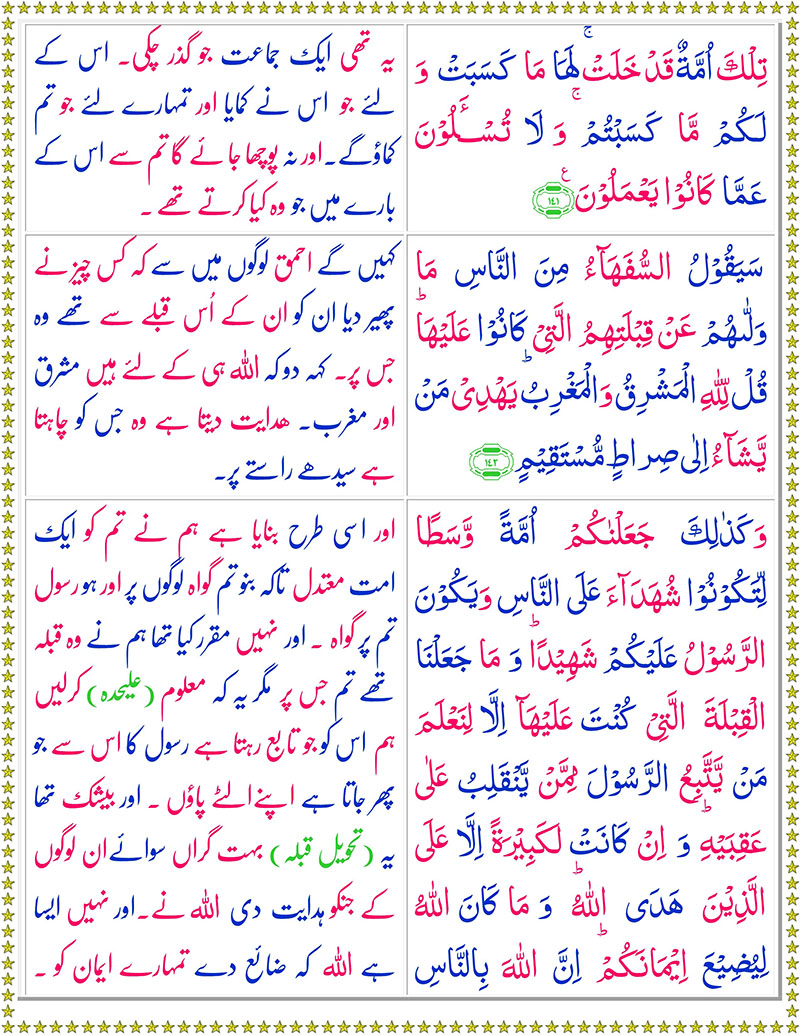 تِلْكَ اُمَّةٌ قَدْ خَلَتْ ۚ لَهَا مَا كَسَبَتْ وَ
لَكُمْ مَّا كَسَبْتُمْ ۚ وَ لَا تُسْـَٔلُوْنَ
عَمَّا كَانُوْا يَعْمَلُوْنَ ع ١٤١
یہ تھی ایک جماعت جو گذر چکی۔ اس کے
لئے جو اس نے کمایا اور تمہارے لئے جو تم
کماؤ گے۔اور نہ پوچھا جائے گا تم سے اس کے
بارے میں جو وہ کیا کرتے تھے ۔
سَيَقُوْلُ السُّفَهَآءُ مِنَ النَّاسِ مَا
وَلّٰىهُمْ عَنْ قِبْلَتِهِمُ الَّتِيْ كَانُوْا عَلَيْهَا ؕ
قُلْ لِّلّٰهِ الْمَشْرِقُ وَالْمَغْرِبُ ؕ يَهْدِيْ مَنْ
يَّشَآءُ اِلٰى صِرَاطٍ مُّسْتَقِيْمٍ ١٤٢
کہیں گے احمق لوگوں میں سے کہ کس چیز نے
پھیر دیا ان کو ان کے اُس قبلے سے تھے وہ
جس پر۔ کہہ دو کہ اللہ ہی کے لئے ہیں مشرق
اور مغرب۔ ھدایت دیتا ہے وہ جس کو چاہتا
ہے سیدھے راستے پر۔
وَكَذٰلِكَ جَعَلْنٰكُمْ اُمَّةً وَّسَطًا
لِّتَكُوْنُوْا شُهَدَآءَ عَلَى النَّاسِ وَيَكُوْنَ
الرَّسُوْلُ عَلَيْكُمْ شَهِيْدًا ؕ وَ مَا جَعَلْنَا
الْقِبْلَةَ الَّتِيْ كُنْتَ عَلَيْهَآ اِلَّا لِنَعْلَمَ
مَنْ يَّتَّبِعُ الرَّسُوْلَ مِمَّنْ يَّنْقَلِبُ عَلٰى
عَقِبَيْهِ ؕ وَ اِنْ كَانَتْ لَكَبِيْرَةً اِلَّا عَلَى
الَّذِيْنَ هَدَى اللّٰهُ ؕ وَ مَا كَانَ اللّٰهُ
لِيُضِيْعَ اِيْمَانَكُمْ ؕ اِنَّ اللّٰهَ بِالنَّاسِ
اور اسی طرح بنایا ہے ہم نے تم کو ایک
امت معتدل تاکہ بنو تم گواہ لوگوں پر اور ہو رسول
تم پر گواہ ۔ اور نہیں مقرر کیا تھا ہم نے وہ قبلہ
تھے تم جس پر مگر یہ کہ معلوم (علیحدہ) کرلیں
ہم اس کو جو تابع رہتا ہے رسول کا اس سے جو
پھر جاتا ہے اپنے الٹے پاؤں ۔ اور بیشک تھا
یہ (تحویل قبلہ) بہت گراں سوائے ان لوگوں
کے جنکو ہدایت دی اللہ نے۔اور نہیں ایسا
ہے اللہ کہ ضائع دے تمہارے ایمان کو ۔